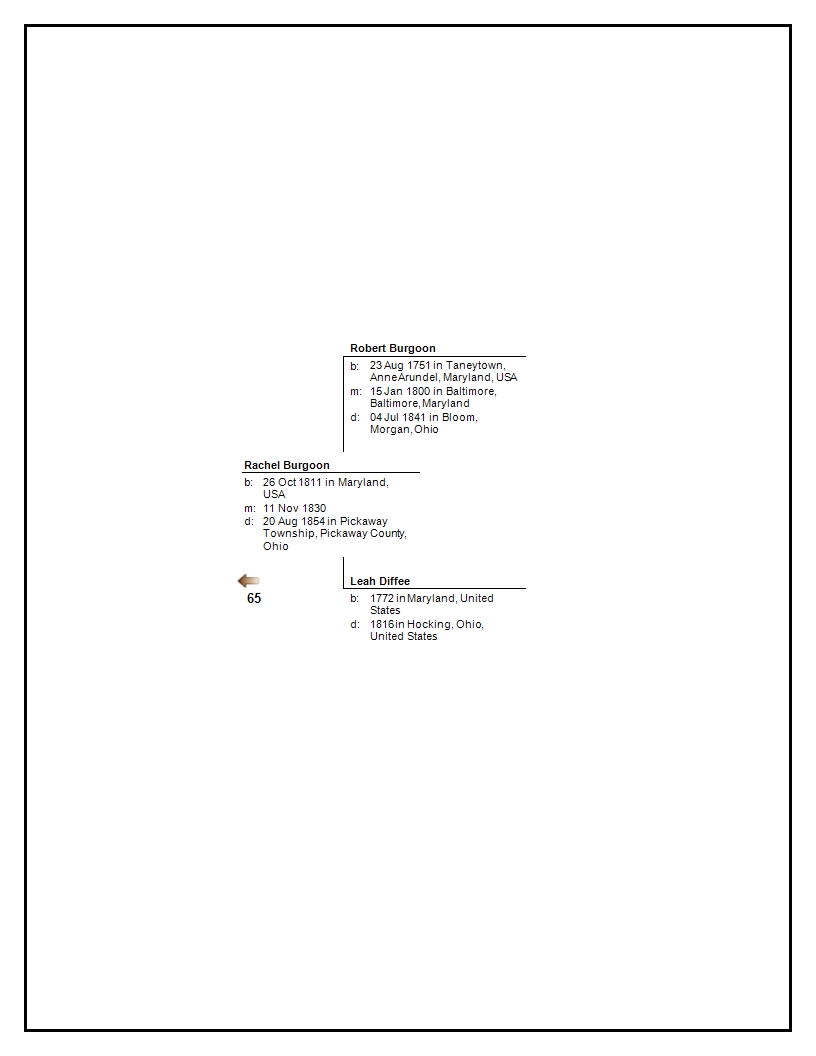 Robert Burgoon
b: 23 Aug 1751 in Taneytown,
AnneArundel, Maryland, USA
m: 15 Jan 1800 in Baltimore,
Baltimore, Maryland
d: 04 Jul 1841 in Bloom,
Morgan, Ohio
Rachel Burgoon
b: 26 Oct 1811 in Maryland,
USA
m: 11 Nov 1830
d: 20 Aug 1854 in Pickaway
Township, Pickaway County,
Ohio
65
Leah Diffee
b: 1772 in Maryland, United
States
d: 1816 in Hocking, Ohio,
United States